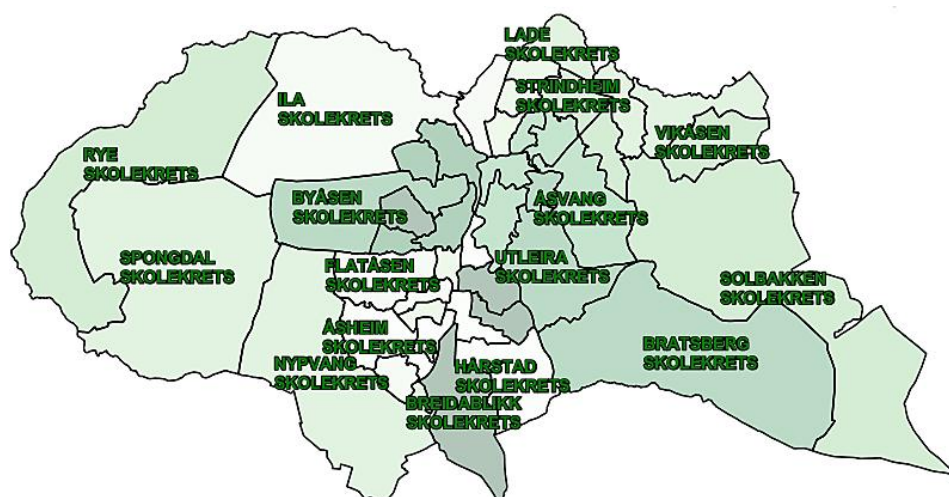 LADE
SKOLEKRETS
STRINDHEIM
SKOLEKRETS
ILA
SKOLEKRETS
VIKÅSEN
SKOLEKRETS
RYE
SKOLEKRETS
BYÅSEN
SKOLEKRETS
ÅSVANG
SKOLEKRETS
SPONGDAL
SKOLEKRETS
FLATÅSEN
SKOLEKRETS
UTLEIRA
SKOLEKRETS
SOLBAKKEN
SKOLEKRETS
ÅSHEIM
SKOLEKRETS
BRATSBERG
SKOLEKRETS
NYPVANG
SKOLEKRETS
HÅRSTAD
SKOLEKRETS
BREIDABLIKK
SKOLEKRETS